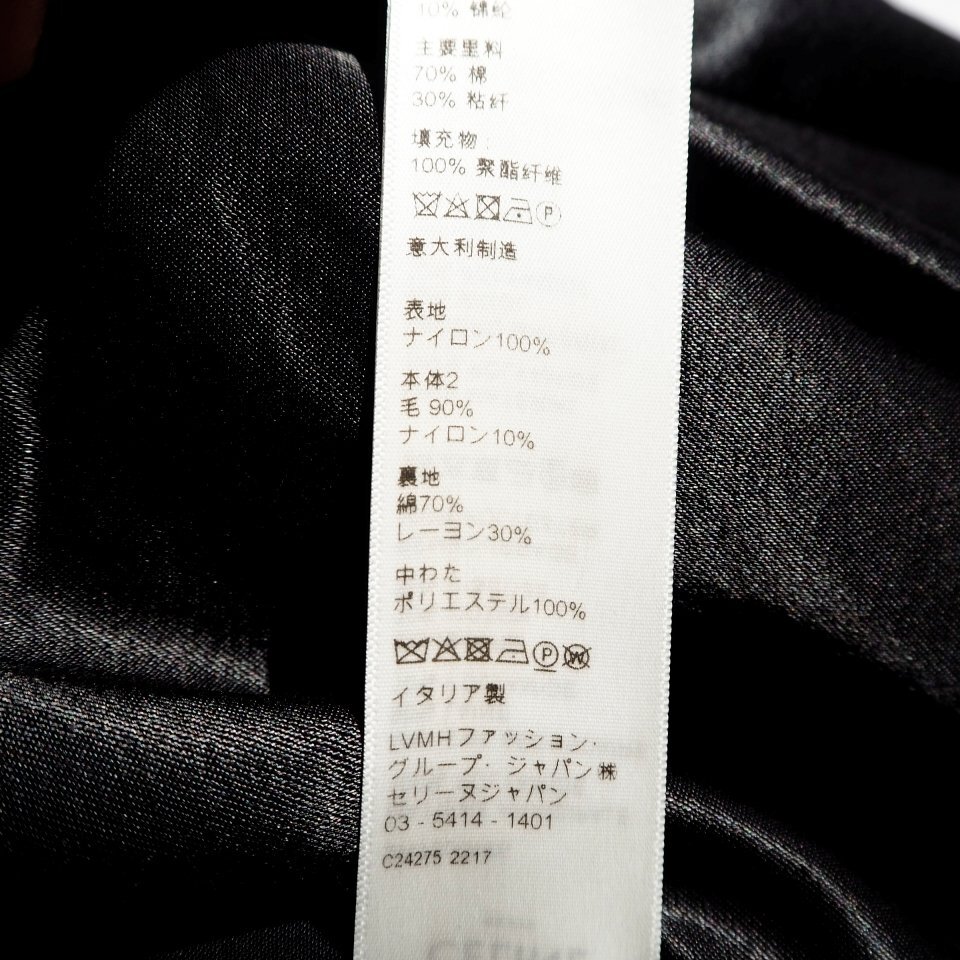 10% 锦纶
主要里料
70% 棉
30% 粘纤
填充物:
100% 聚酯纤维
P
意大利制造
表地
ナイロン100%
本体2
毛 90%
ナイロン10%
裏地
綿70%
レーヨン30%
中わた
ポリエステル100%
P W
イタリア製
LVMHファッション·
グループ· ジャパン㈱
セリーヌジャパン
03 - 5414 - 1401
C24275 2217